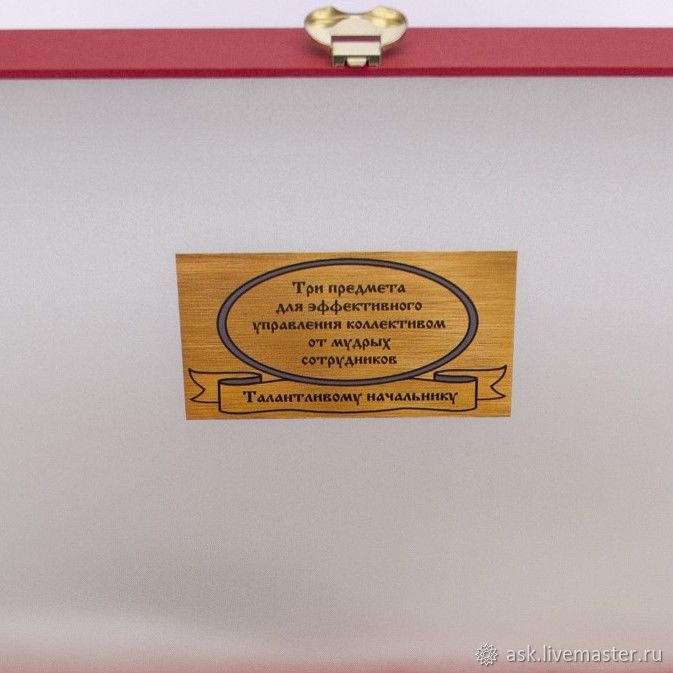 Три предмета
для эффективного
управления коллективом
от мудрых
сотрудников
Талантливому начальнику
ask.livemaster.ru